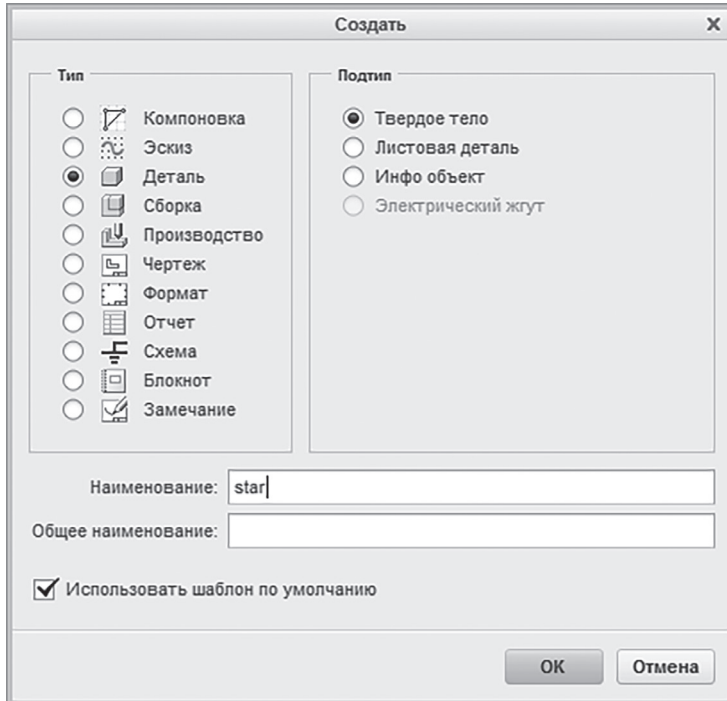 Создать
X
Тип
Компоновка
Эскиз
Деталь
Сборка
Производство
Чертеж
Формат
Отчет
Схема
Блокнот
Замечание
Подтип
Твердое тело
Листовая деталь
Инфо объект
Электрический жгут
Наименование: star
Общее наименование:
Использовать шаблон по умолчанию
OK Отмена